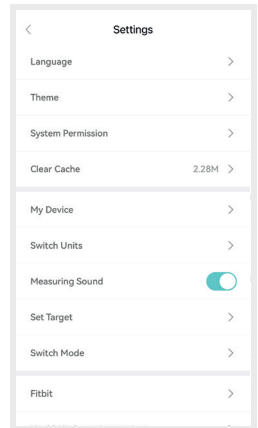 Settings
Language
Theme
System Permission
Clear Cache 2.28M
My Device
Switch Units
Measuring Sound
Set Target
Switch Mode
Fitbit